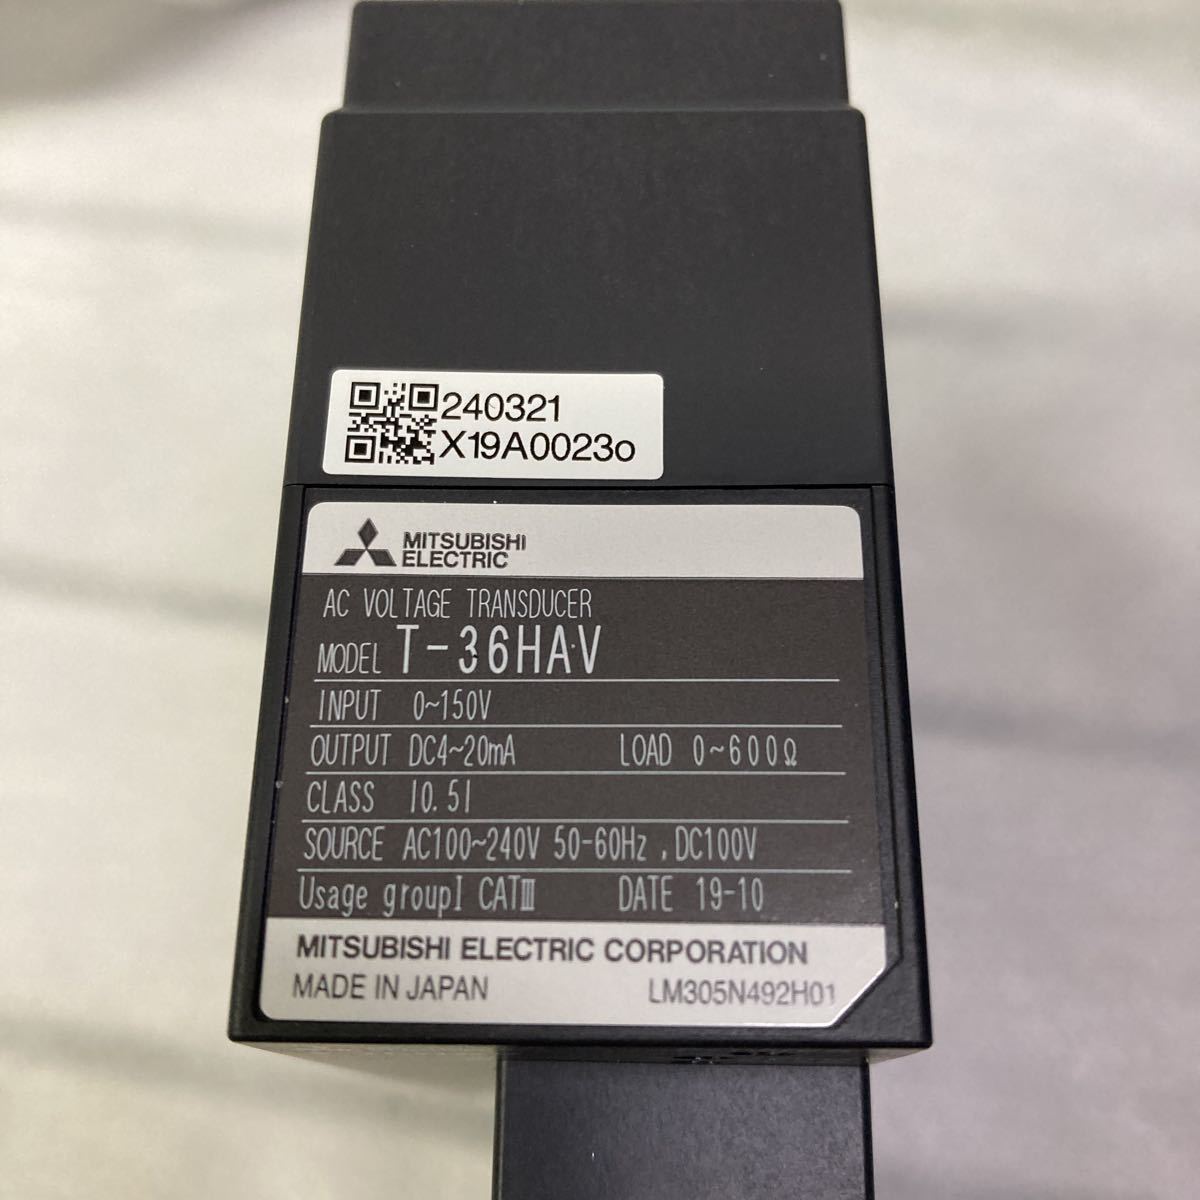 240321
X19A0023o
MITSUBISHI
ELECTRIC
AC VOLTAGE TRANSDUCER
MODEL T-36HAV
INPUT 0~150V
OUTPUT DC4~20mA LOAD 0~600Ω
CLASS |0.5|
SOURCE AC100~240V 50-60Hz , DC100V
Usage groupI CATⅢ DATE 19-10
MITSUBISHI ELECTRIC CORPORATION
MADE IN JAPAN LM305N492H01